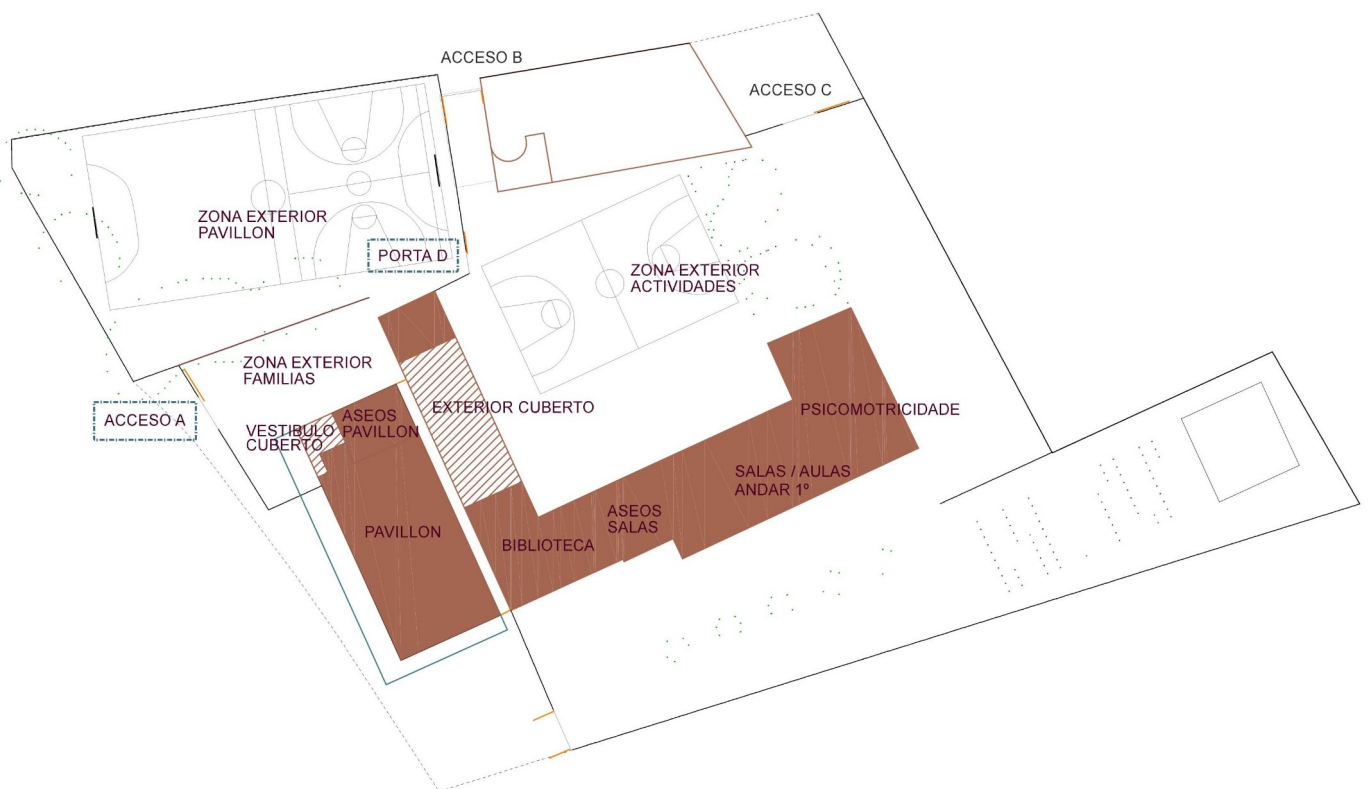 ACCESO B
ACCESO C
ZONA EXTERIOR
PAVILLON
PORTA D
ZONA EXTERIOR
ACTIVIDADES
ZONA EXTERIOR
FAMILIAS
ACCESO A
VESTIBULO
CUBERTO
ASEOS
PAVILLON
EXTERIOR CUBERTO
PSICOMOTRICIDADE
SALAS / AULAS
ANDAR 1º
ASEOS
SALAS
PAVILLON
BIBLIOTECA